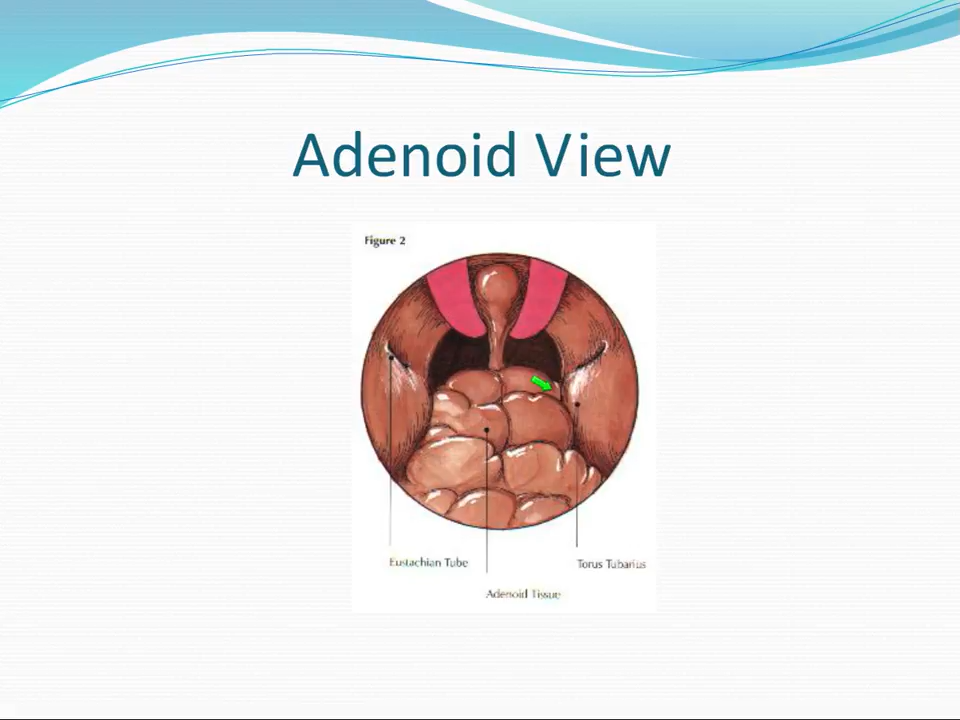 Adenoid View
Figure 2
Eustachian Tube
Torus Tubarius
Adenoid Tissue